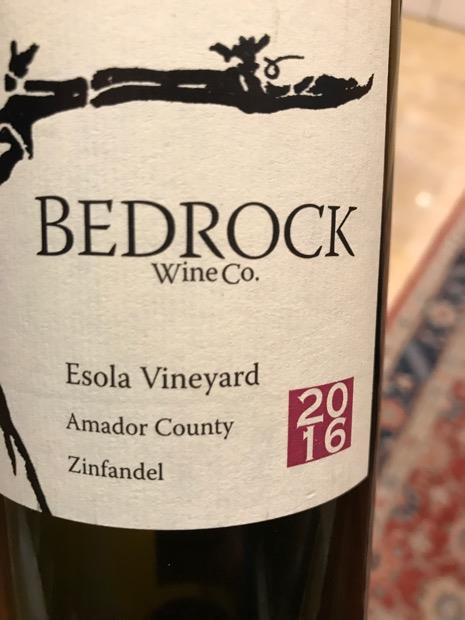 BEDROCK
Wine Co.
Esola Vineyard
Amador County
Zinfandel
20
16